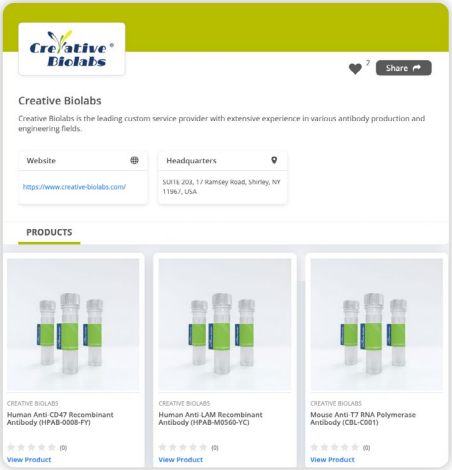 Creative®
Biolabs
2
Share
Creative Biolabs
Creative Biolabs is the leading custom service provider with extensive experience in various antibody production and
engineering fields.
Website
Headquarters
https://www.creative-biolabs.com/
SUITE 203, 17 Ramsey Road, Shirley, NY
11967, USA
PRODUCTS
CREATIVE BIOLABS
Human Anti-CD47 Recombinant
Antibody (HPAB-0008-FY)
(0)
View Product
CREATIVE BIOLABS
Human Anti-LAM Recombinant
Antibody (HPAB-M0560-YC)
(0)
View Product
CREATIVE BIOLABS
Mouse Anti-T7 RNA Polymerase
Antibody (CBL-C001)
(0)
View Product